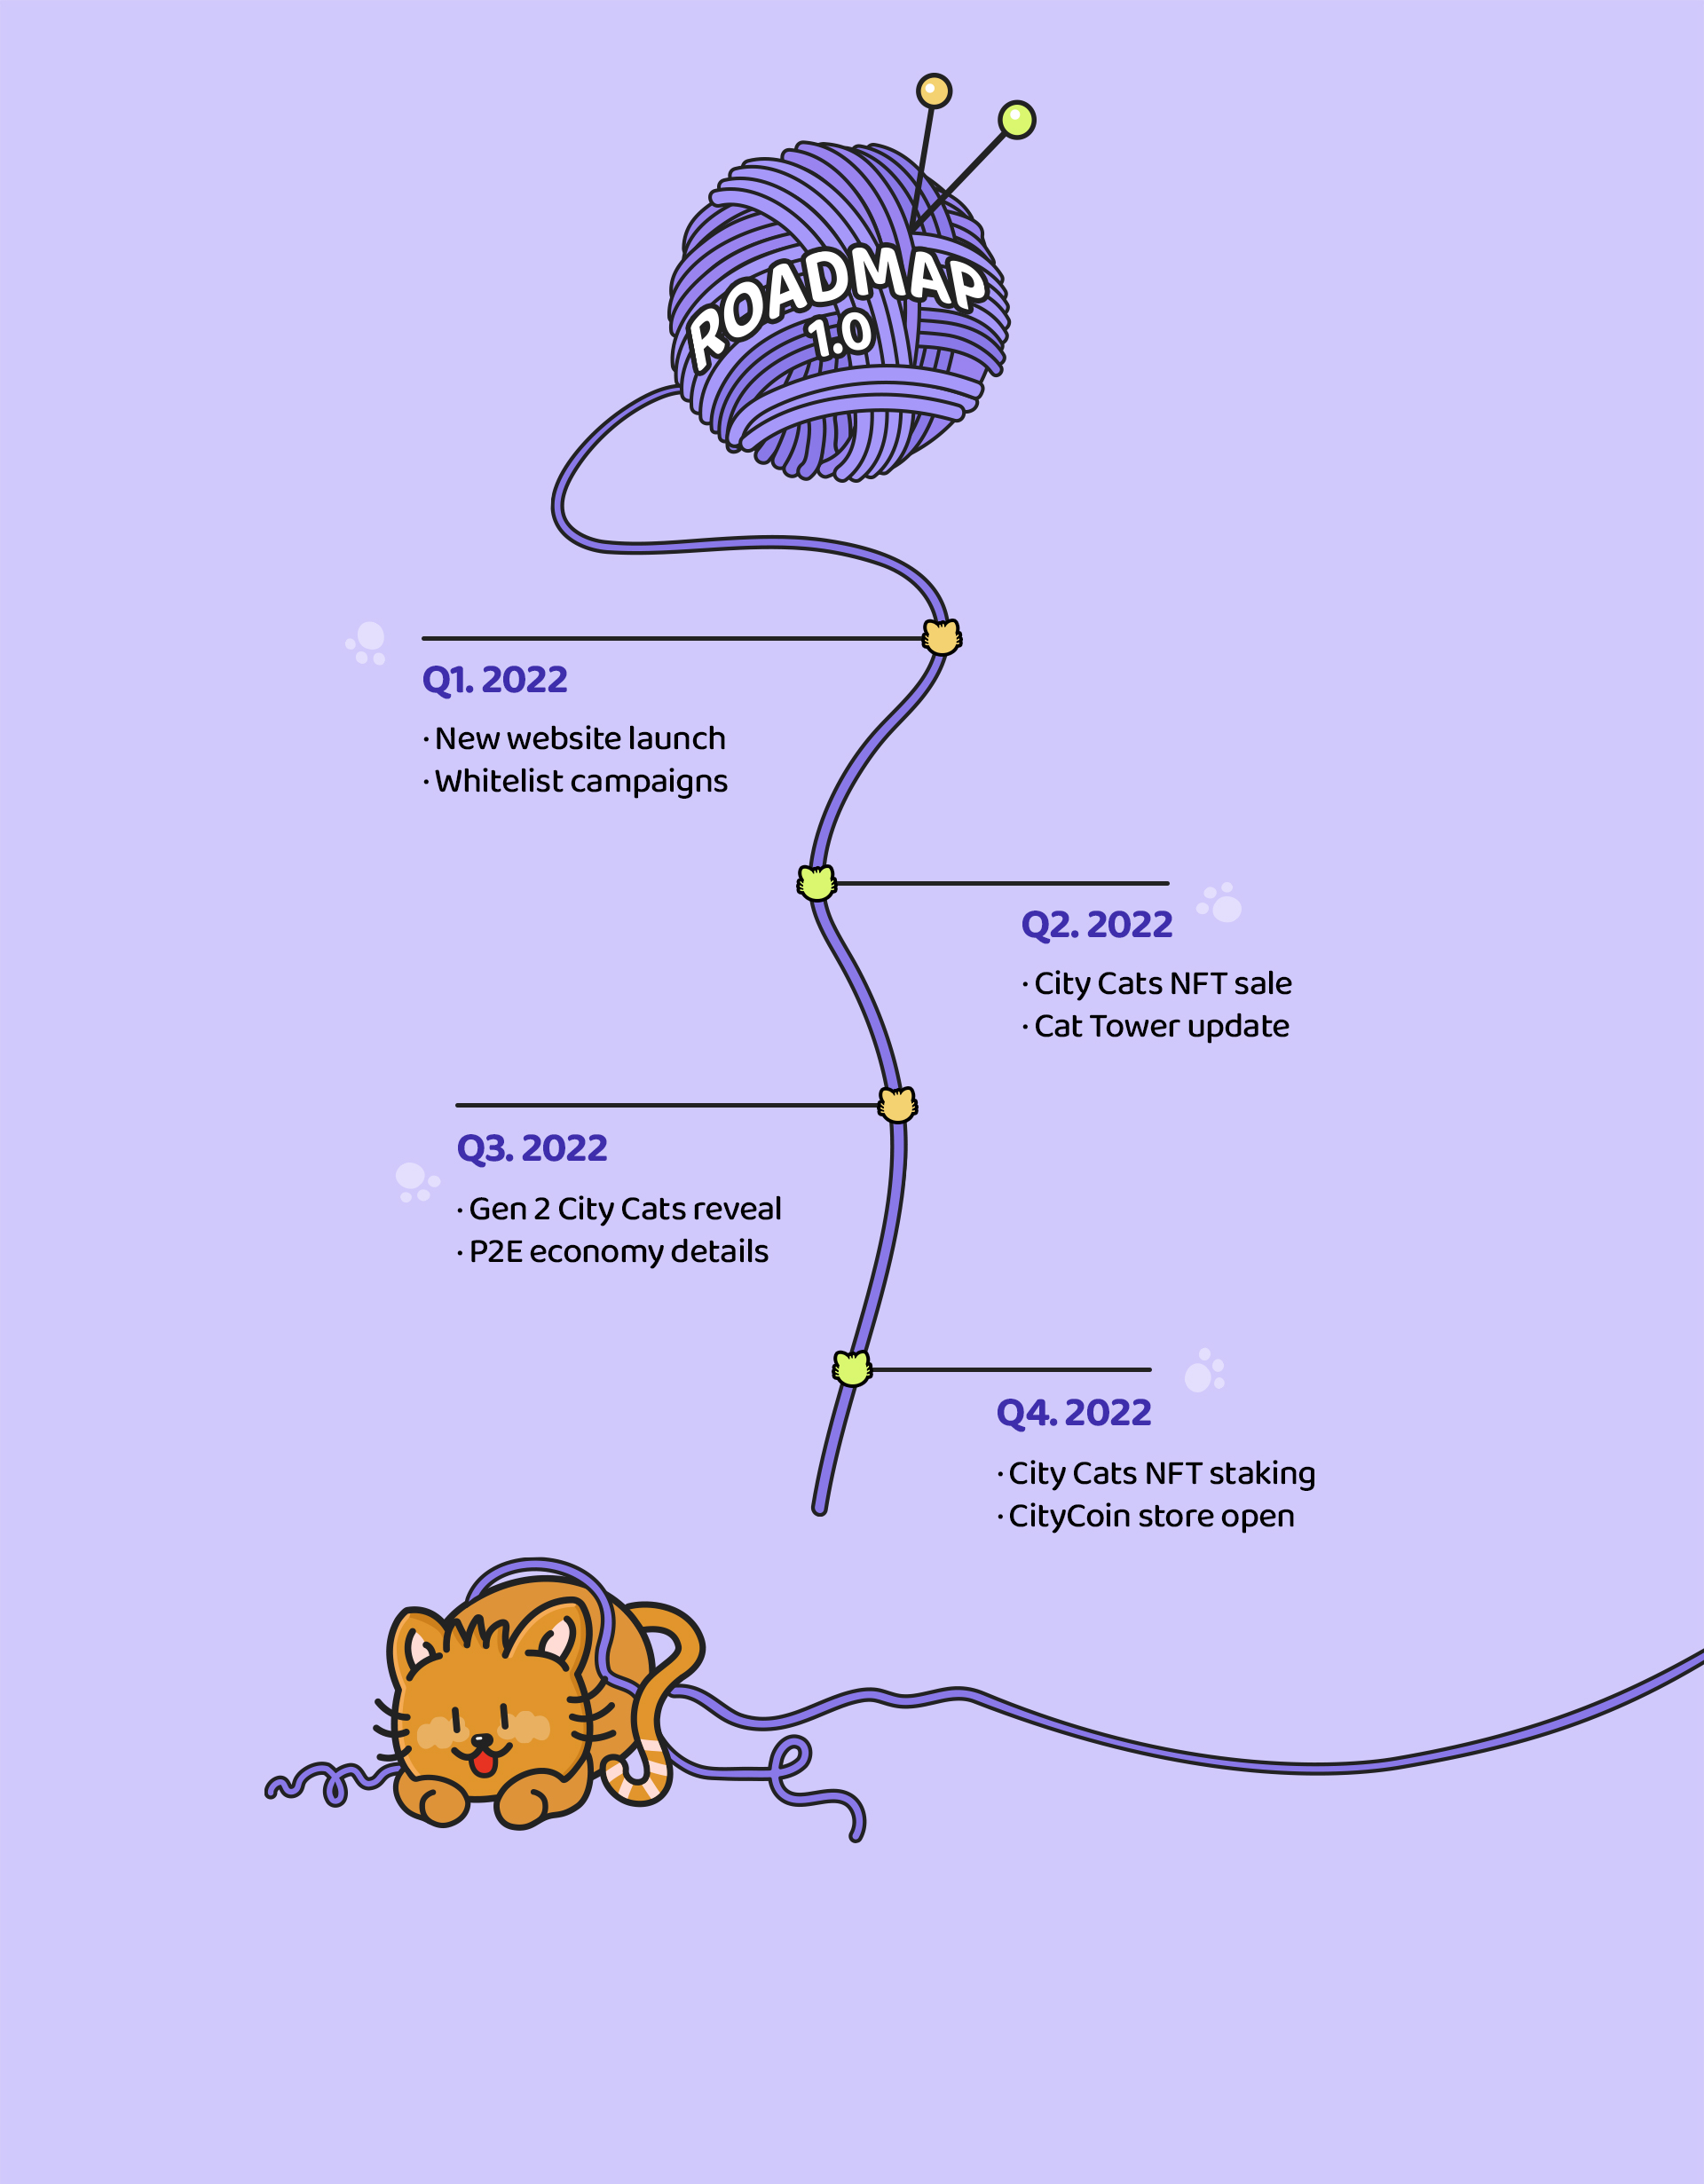 ROADMAP
1.0
Q1. 2022
· New website launch
· Whitelist campaigns
Q2. 2022
· City Cats NFT sale
· Cat Tower update
Q3. 2022
· Gen 2 City Cats reveal
· P2E economy details
Q4. 2022
· City Cats NFT staking
· CityCoin store open